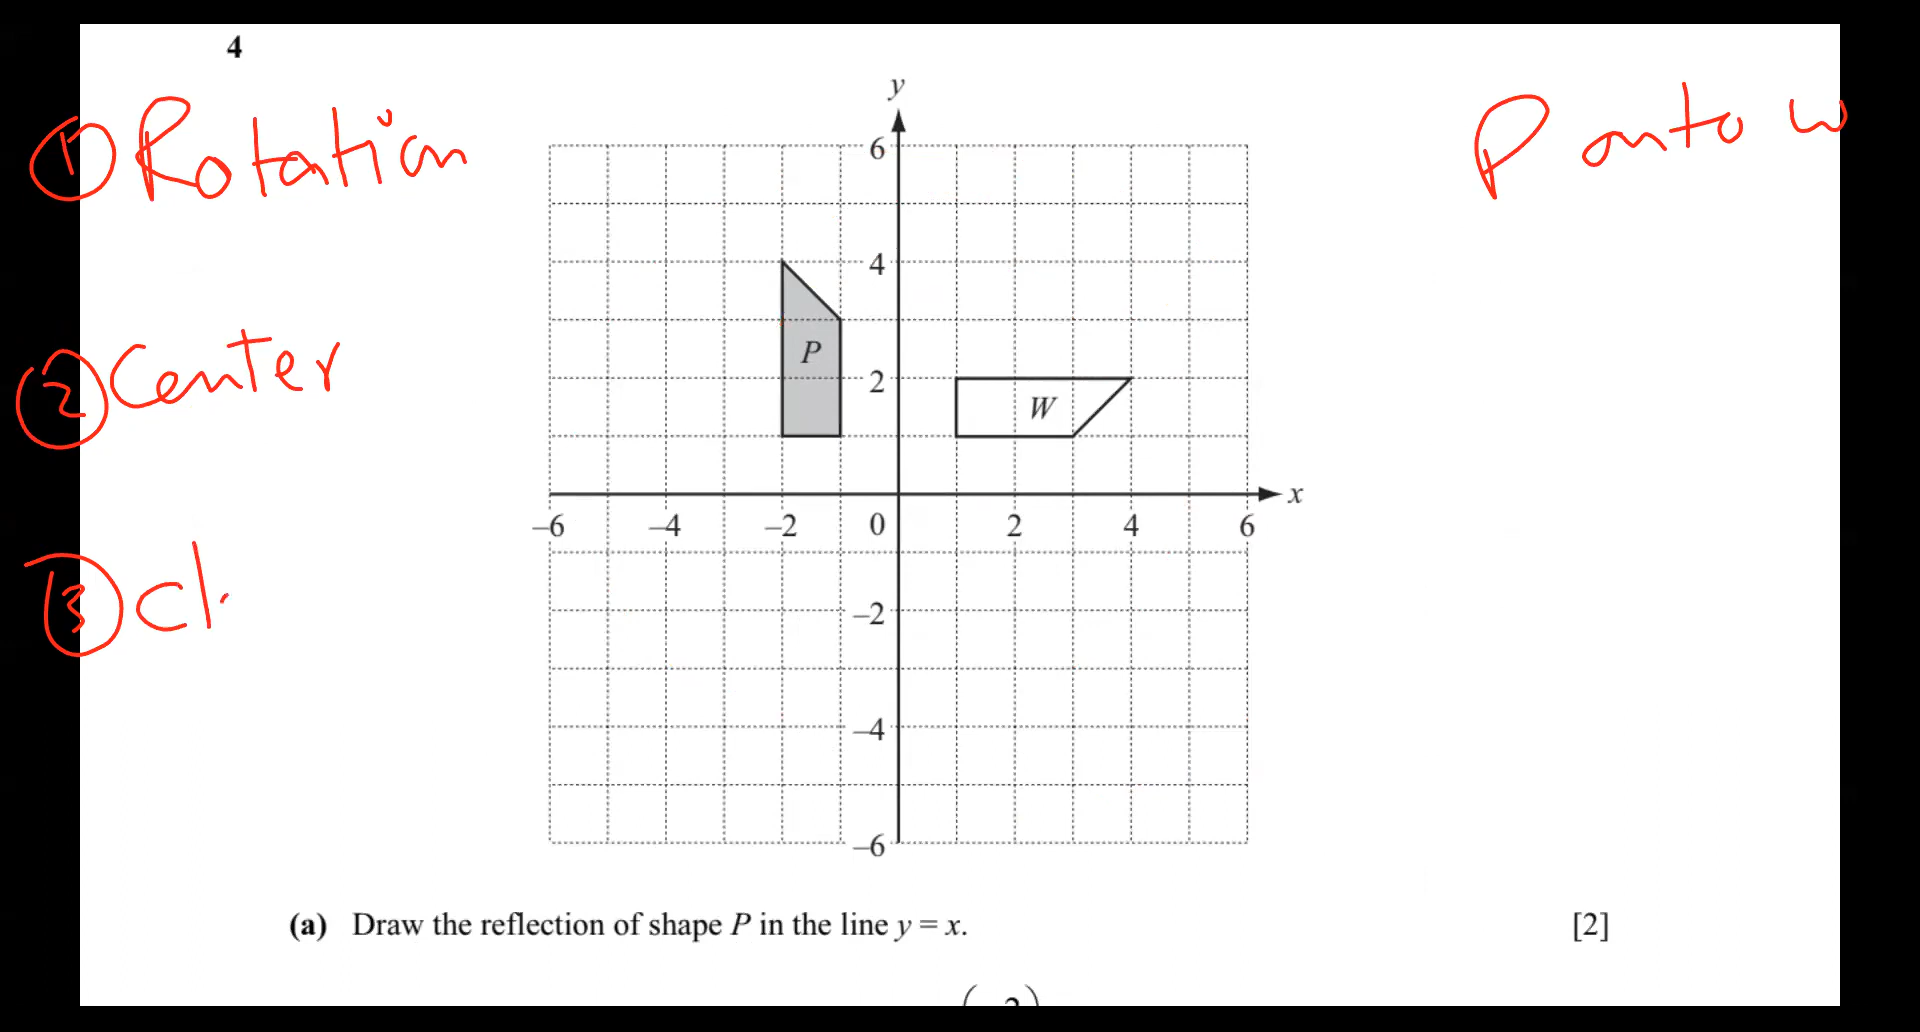 4
① Rotation
P onto w
② Center
③ Cl
y
6
4
2
P
W
x
–6 –4 –2 0 2 4 6
–2
–4
–6
(a) Draw the reflection of shape P in the line y = x. [2]